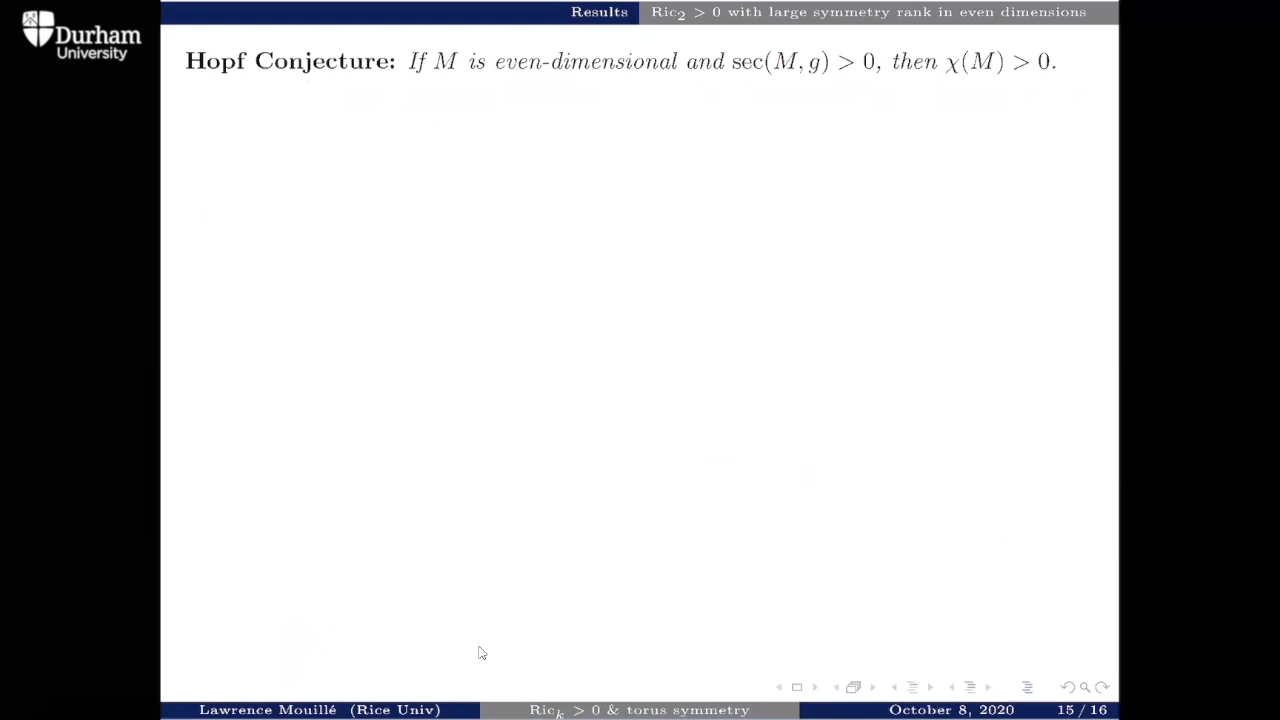 Durham
University
Results Ric₂ > 0 with large symmetry rank in even dimensions
Hopf Conjecture: If M is even-dimensional and sec(M, g) > 0, then χ(M) > 0.
Lawrence Mouillé (Rice Univ) Ricₖ > 0 & torus symmetry October 8, 2020 15 / 16